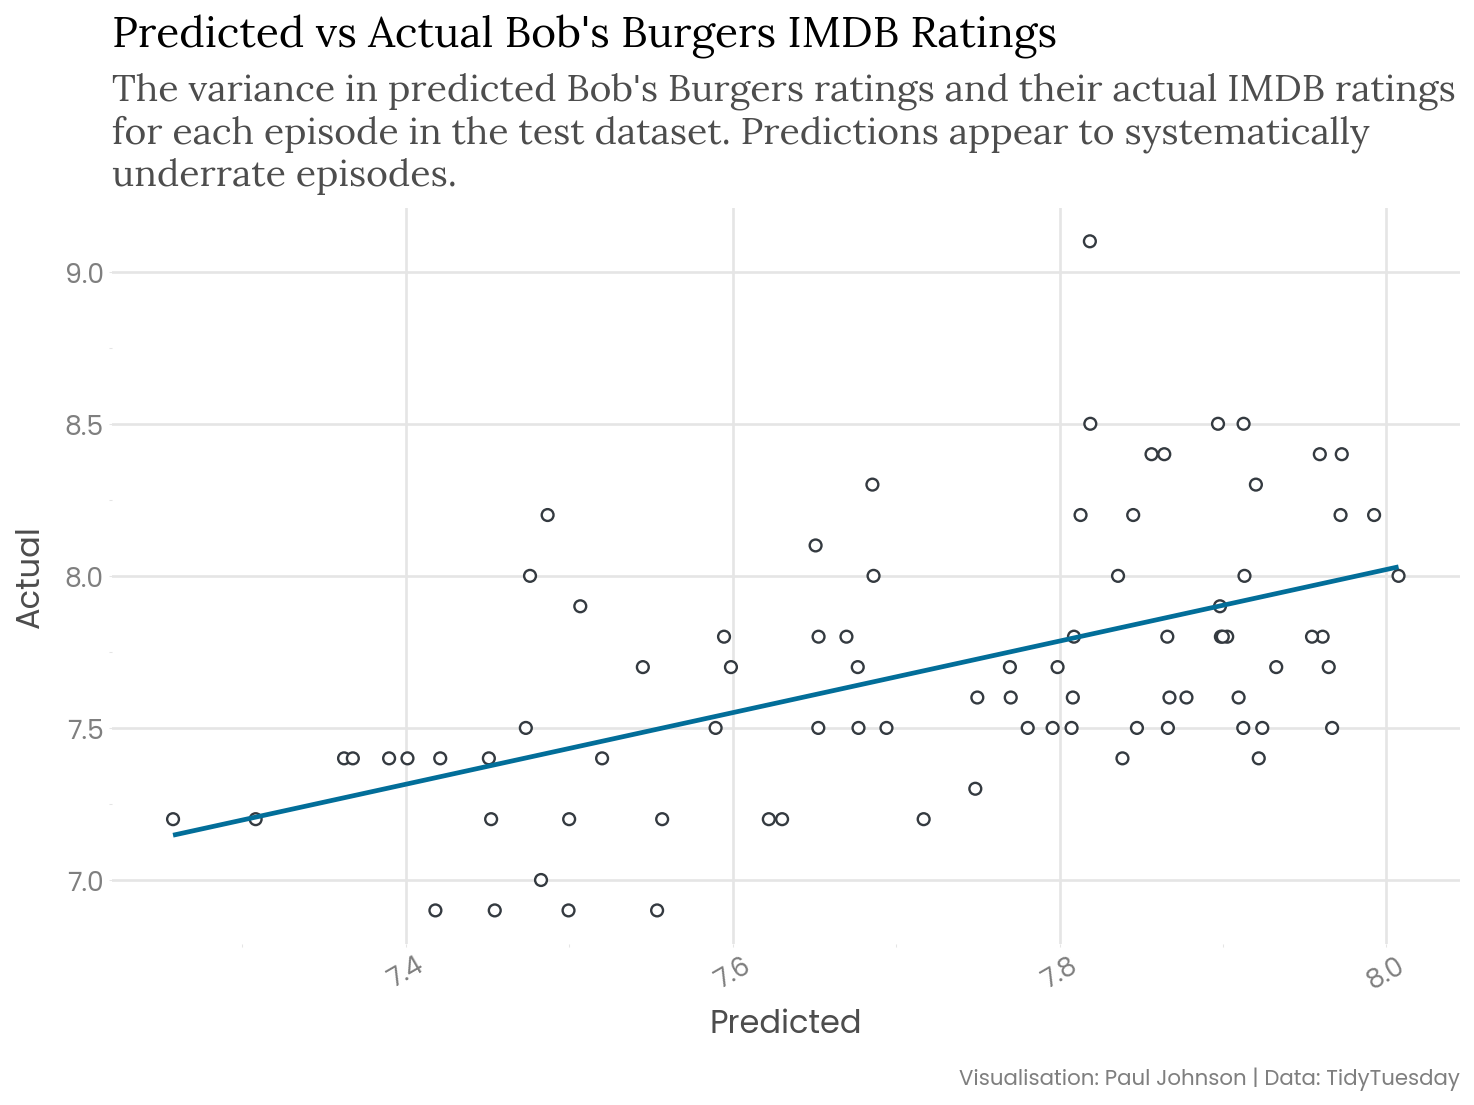 Predicted vs Actual Bob's Burgers IMDB Ratings
The variance in predicted Bob's Burgers ratings and their actual IMDB ratings
for each episode in the test dataset. Predictions appear to systematically
underrate episodes.
9.0
8.5
8.0
7.5
7.0
Actual
7.4 7.6 7.8 8.0
Predicted
Visualisation: Paul Johnson | Data: TidyTuesday